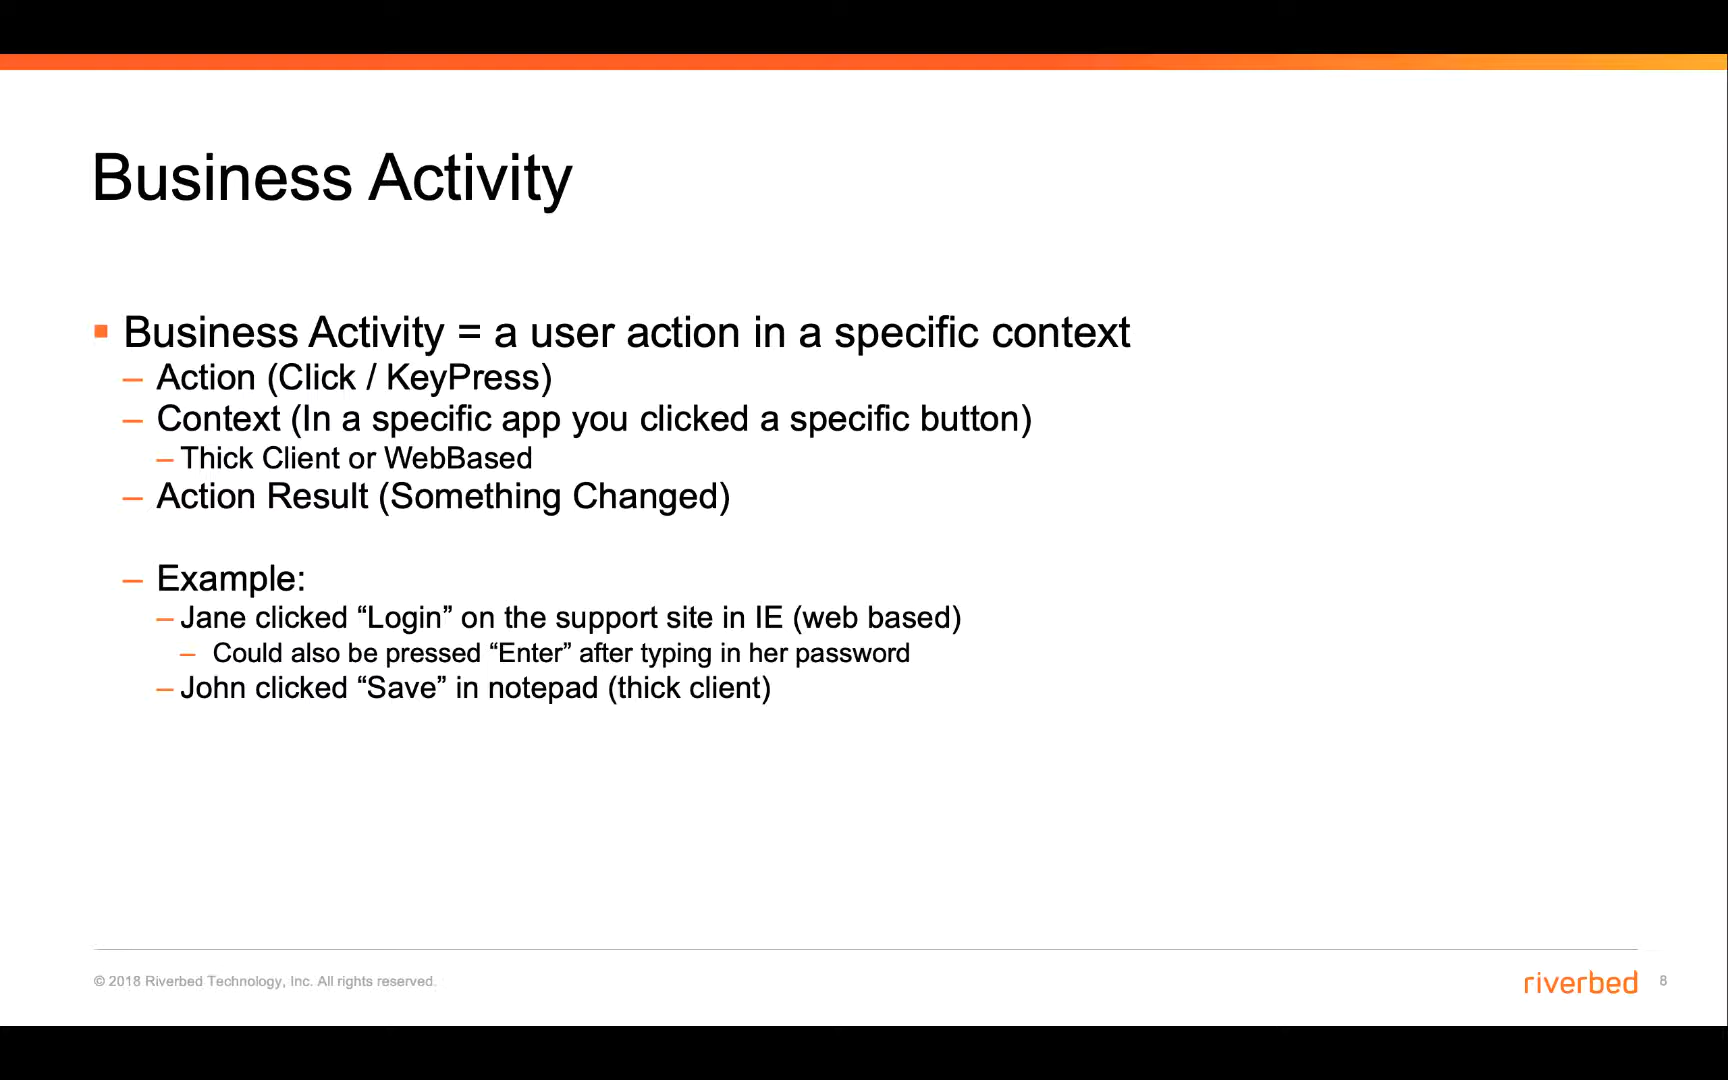 Business Activity
▪ Business Activity = a user action in a specific context
– Action (Click / KeyPress)
– Context (In a specific app you clicked a specific button)
– Thick Client or WebBased
– Action Result (Something Changed)
– Example:
– Jane clicked “Login” on the support site in IE (web based)
– Could also be pressed “Enter” after typing in her password
– John clicked “Save” in notepad (thick client)
© 2018 Riverbed Technology, Inc. All rights reserved.
riverbed 8